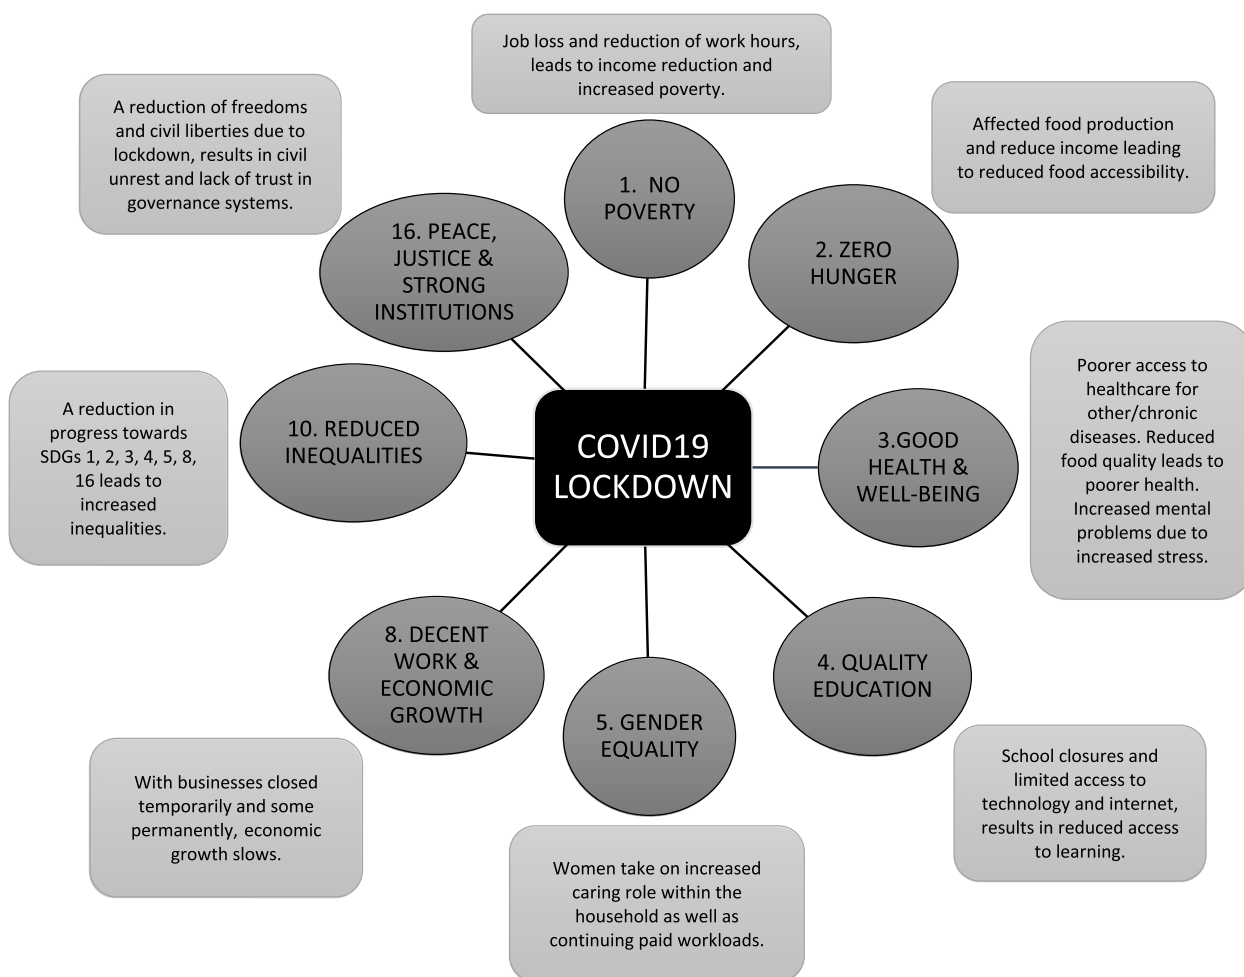 Job loss and reduction of work hours,
leads to income reduction and
increased poverty.
1.  NO
POVERTY
Affected food production
and reduce income leading
to reduced food accessibility.
2. ZERO
HUNGER
Poorer access to
healthcare for
other/chronic
diseases. Reduced
food quality leads to
poorer health.
Increased mental
problems due to
increased stress.
3.GOOD
HEALTH &
WELL-BEING
School closures and
limited access to
technology and internet,
results in reduced access
to learning.
4. QUALITY
EDUCATION
Women take on increased
caring role within the
household as well as
continuing paid workloads.
5. GENDER
EQUALITY
With businesses closed
temporarily and some
permanently, economic
growth slows.
8. DECENT
WORK &
ECONOMIC
GROWTH
A reduction in
progress towards
SDGs 1, 2, 3, 4, 5, 8,
16 leads to
increased
inequalities.
10. REDUCED
INEQUALITIES
A reduction of freedoms
and civil liberties due to
lockdown, results in civil
unrest and lack of trust in
governance systems.
16. PEACE,
JUSTICE &
STRONG
INSTITUTIONS
COVID19
LOCKDOWN